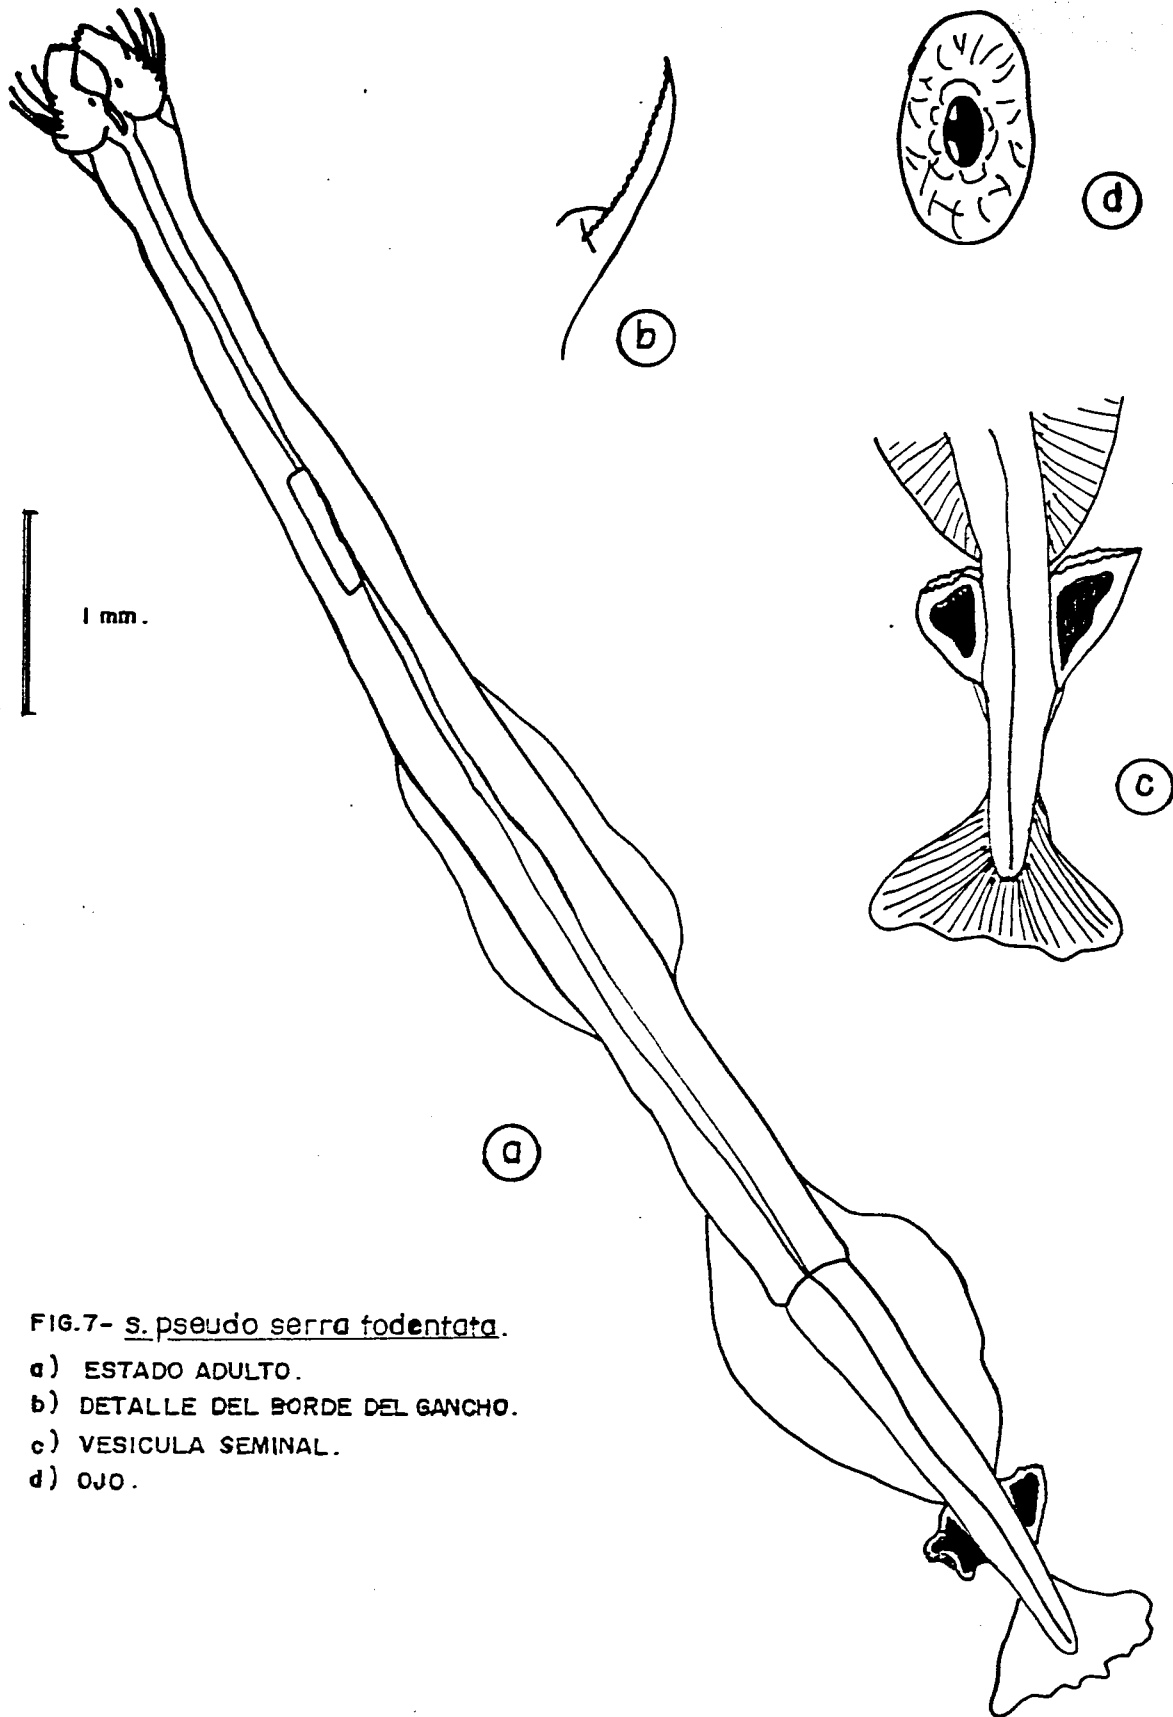 d
b
1 mm.
c
a
FIG.7- s. pseudo serra todentata.
a) ESTADO ADULTO.
b) DETALLE DEL BORDE DEL GANCHO.
c) VESICULA SEMINAL.
d) OJO.